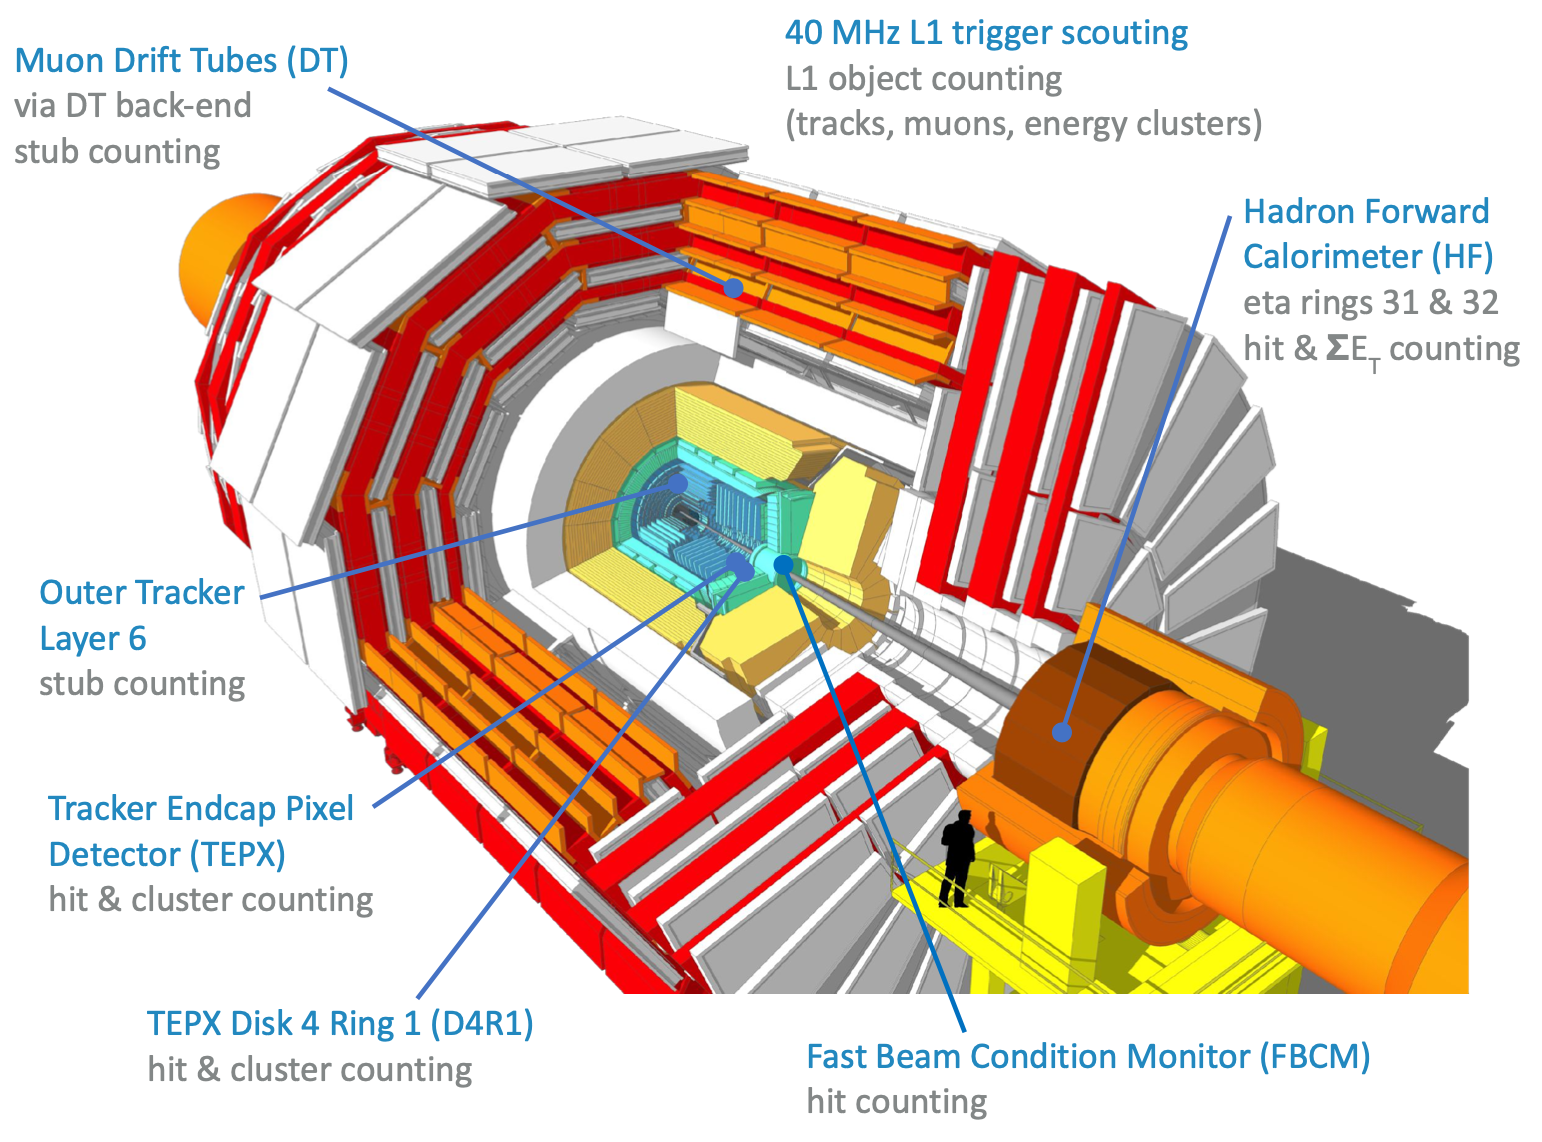 40 MHz L1 trigger scouting
L1 object counting
(tracks, muons, energy clusters)
Muon Drift Tubes (DT)
via DT back-end
stub counting
Hadron Forward
Calorimeter (HF)
eta rings 31 & 32
hit & ΣET counting
Outer Tracker
Layer 6
stub counting
Tracker Endcap Pixel
Detector (TEPX)
hit & cluster counting
TEPX Disk 4 Ring 1 (D4R1)
hit & cluster counting
Fast Beam Condition Monitor (FBCM)
hit counting